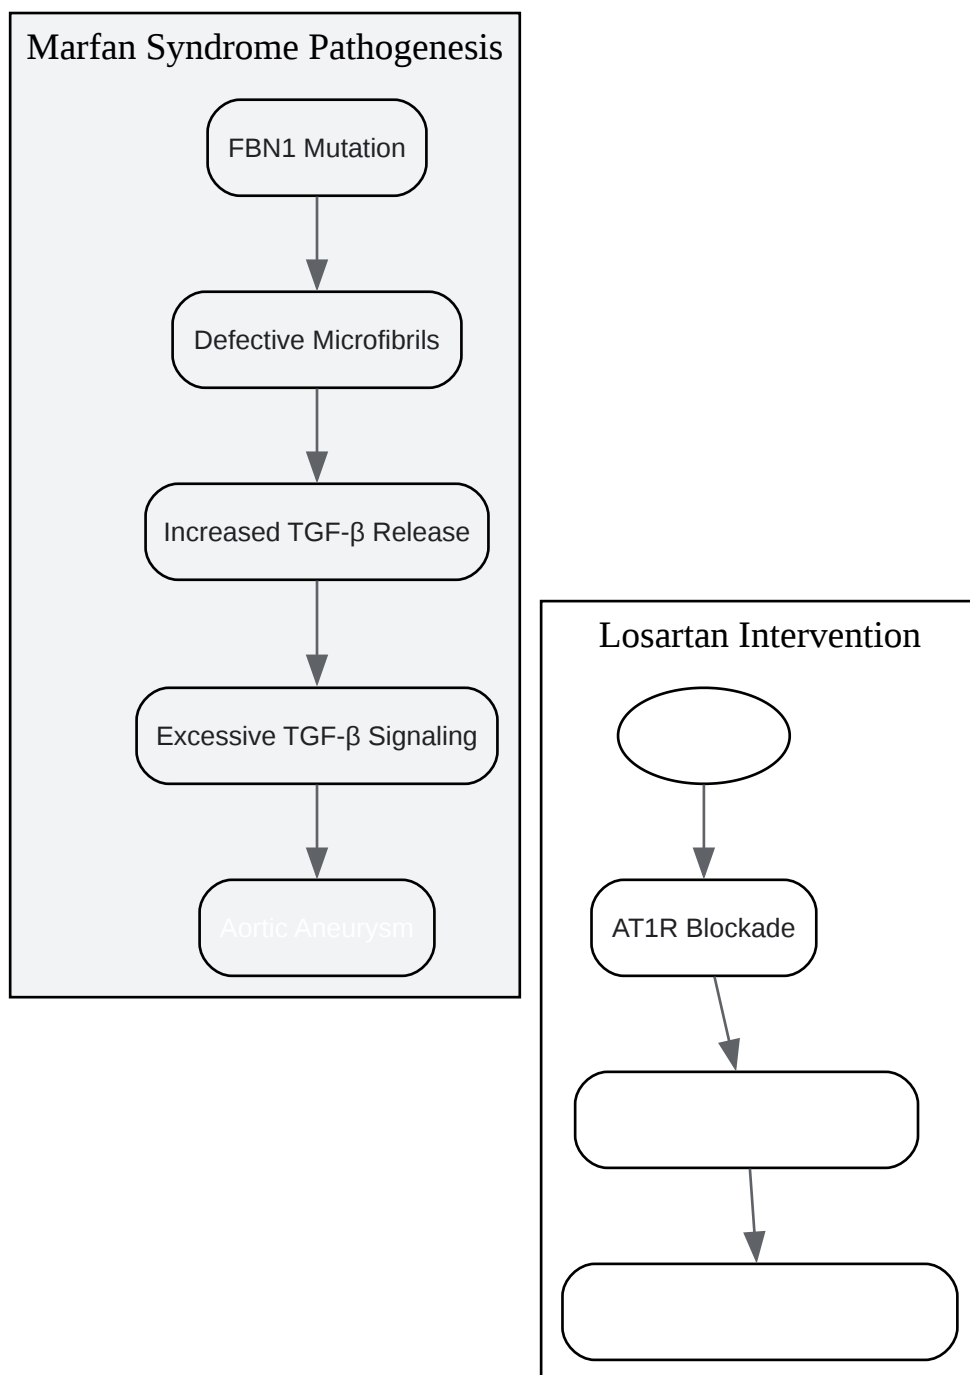 Marfan Syndrome Pathogenesis
FBN1 Mutation
Defective Microfibrils
Increased TGF-β Release
Excessive TGF-β Signaling
Aortic Aneurysm
Losartan Intervention
AT1R Blockade